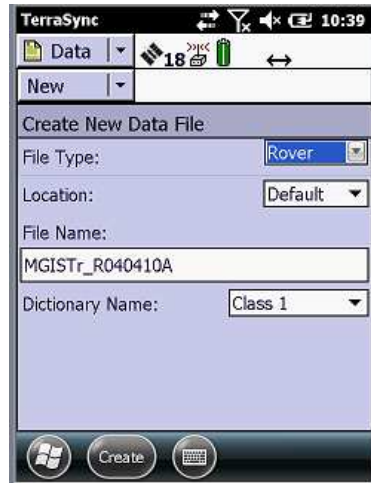 TerraSync 10:39
Data 18
New
Create New Data File
File Type: Rover
Location: Default
File Name:
MGISTr_R040410A
Dictionary Name: Class 1
Create